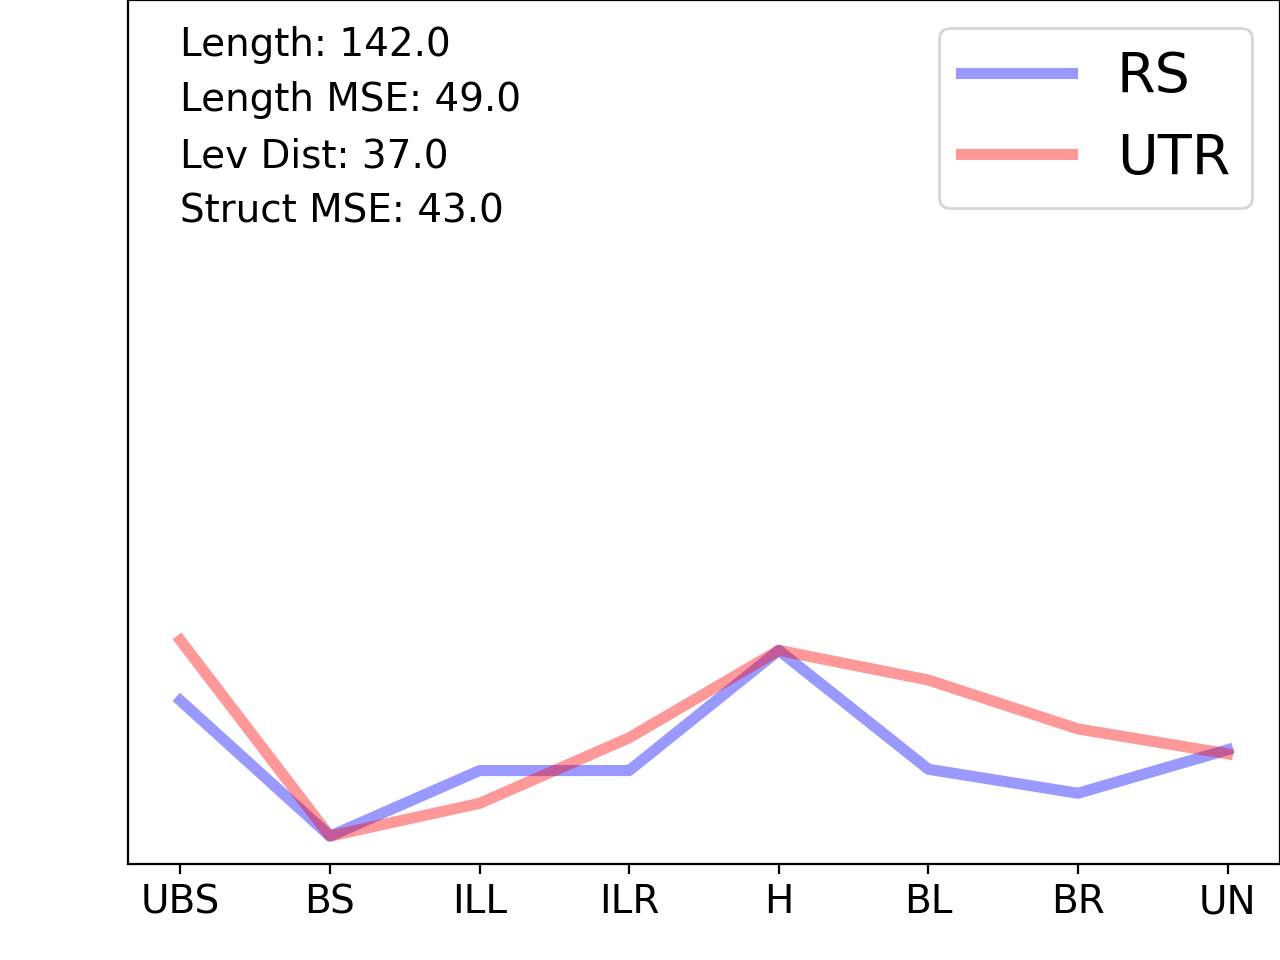 Length: 142.0
Length MSE: 49.0
Lev Dist: 37.0
Struct MSE: 43.0
RS
UTR
UBS BS ILL ILR H BL BR UN